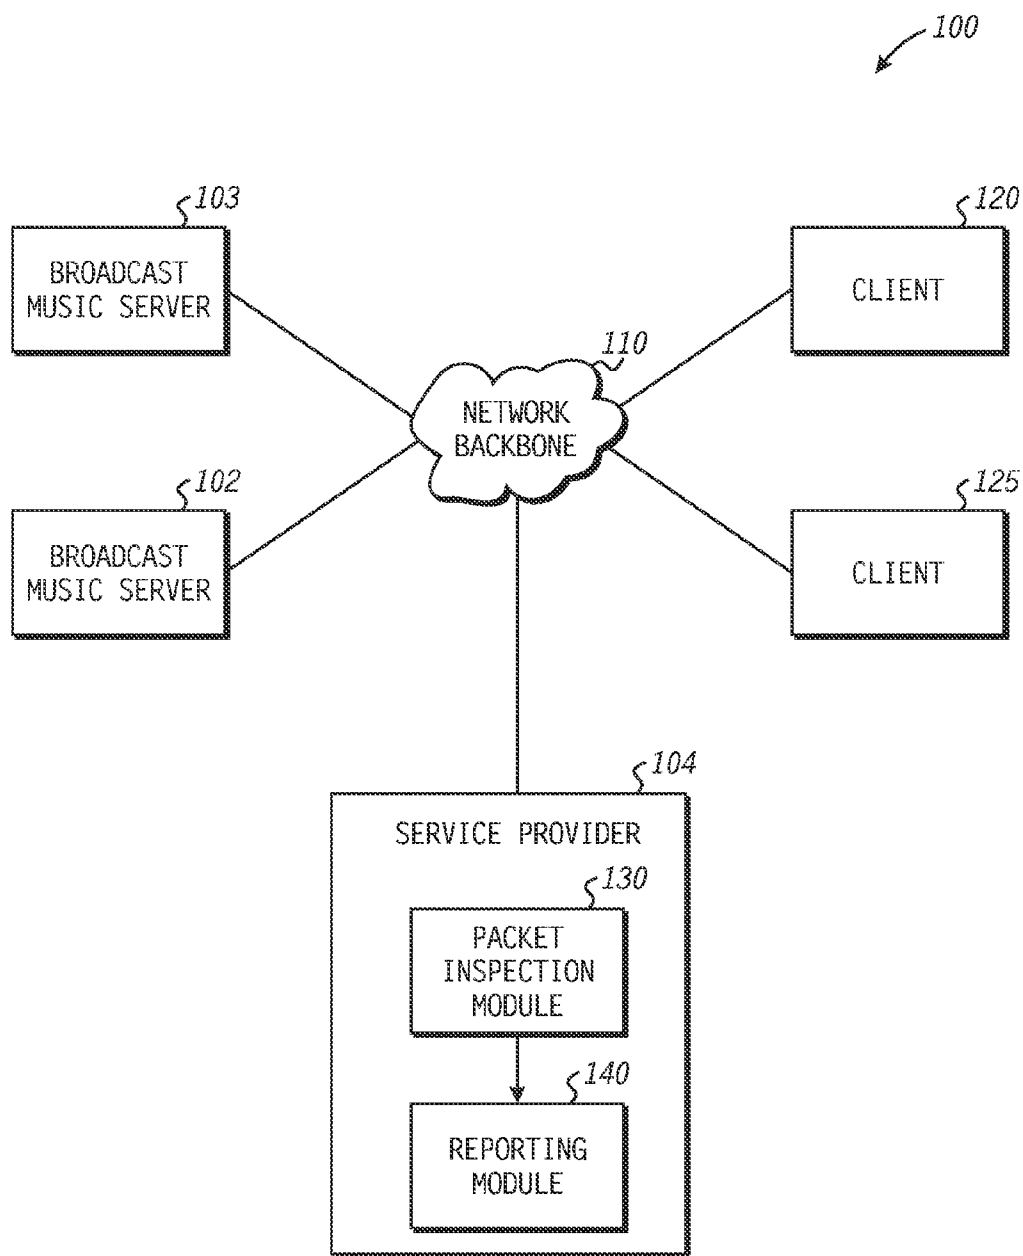 100
103
BROADCAST
MUSIC SERVER
120
CLIENT
110
NETWORK
BACKBONE
102
BROADCAST
MUSIC SERVER
125
CLIENT
104
SERVICE PROVIDER
130
PACKET
INSPECTION
MODULE
140
REPORTING
MODULE